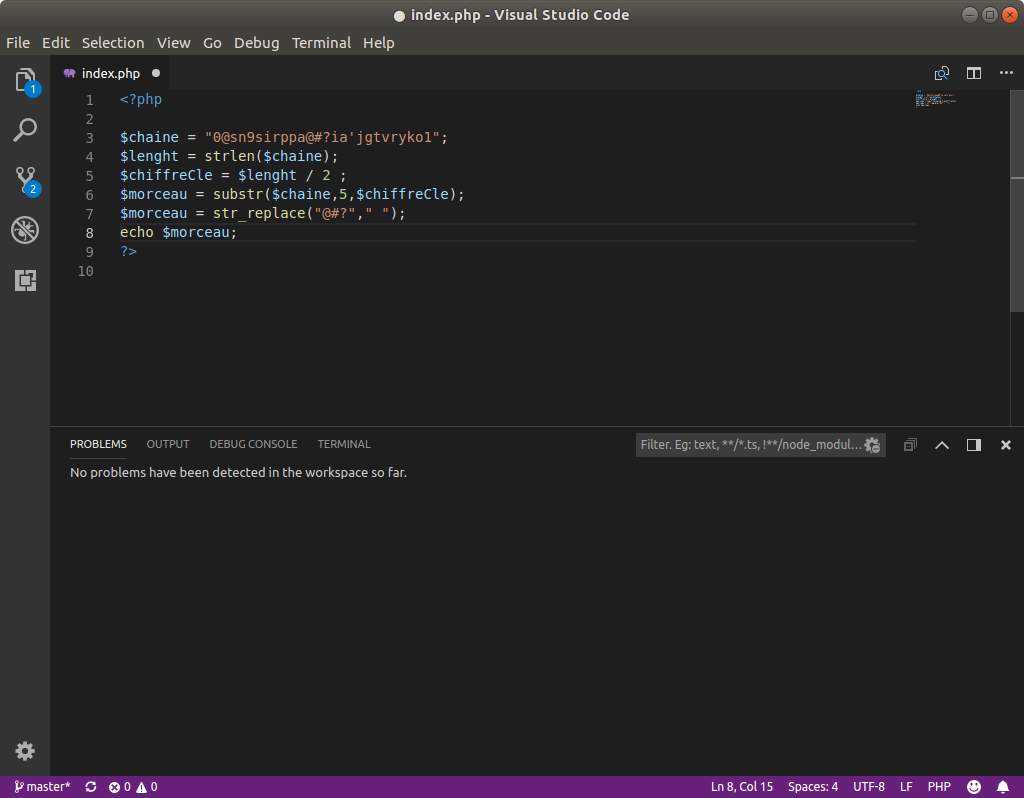 index.php - Visual Studio Code
File Edit Selection View Go Debug Terminal Help
1
index.php
1 <?php
2
3 $chaine = "0@sn9sirppa@#?ia'jgtvryko1";
4 $lenght = strlen($chaine);
5 $chiffreCle = $lenght / 2 ;
6 $morceau = substr($chaine,5,$chiffreCle);
7 $morceau = str_replace("@#?"," ");
8 echo $morceau;
9 ?>
10
2
PROBLEMS OUTPUT DEBUG CONSOLE TERMINAL Filter. Eg: text, **/*.ts, !**/node_modul...
No problems have been detected in the workspace so far.
master* 0 0 Ln 8, Col 15 Spaces: 4 UTF-8 LF PHP